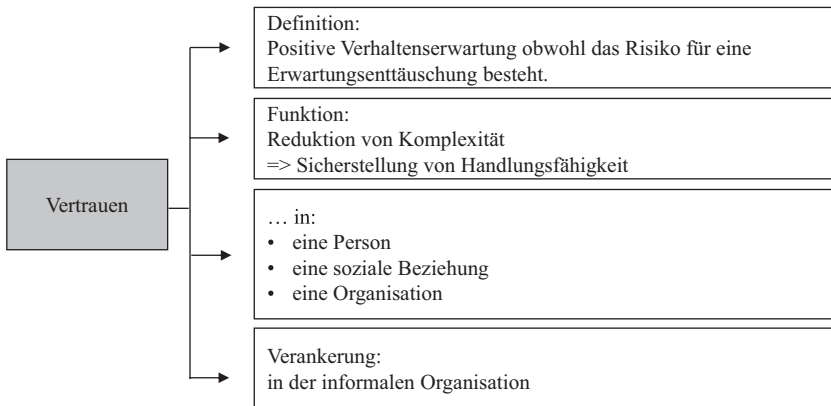 Definition:
Positive Verhaltenserwartung obwohl das Risiko für eine
Erwartungsenttäuschung besteht.
Funktion:
Reduktion von Komplexität
=> Sicherstellung von Handlungsfähigkeit
Vertrauen
… in:
• eine Person
• eine soziale Beziehung
• eine Organisation
Verankerung:
in der informalen Organisation